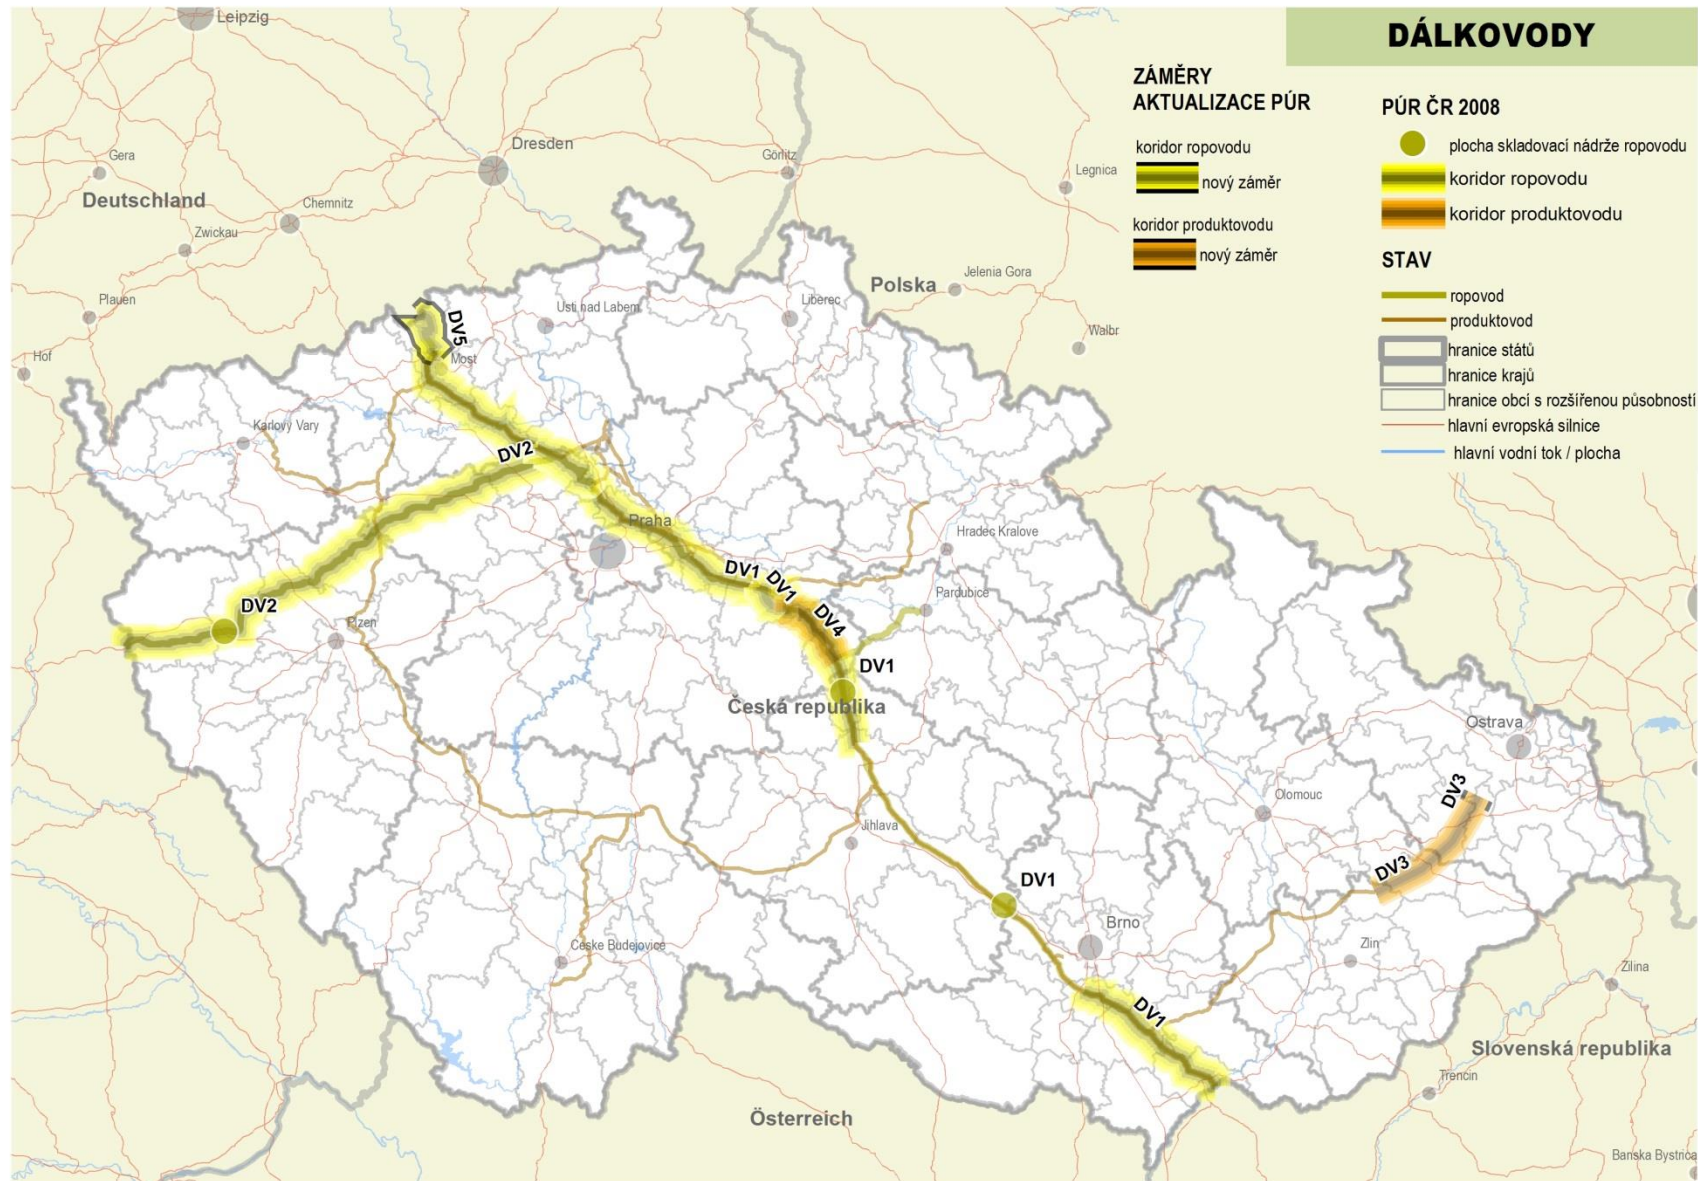 DÁLKOVODY
ZÁMĚRY
AKTUALIZACE PÚR
koridor ropovodu
nový záměr
koridor produktovodu
nový záměr
PÚR ČR 2008
plocha skladovací nádrže ropovodu
koridor ropovodu
koridor produktovodu
STAV
ropovod
produktovod
hranice států
hranice krajů
hranice obcí s rozšířenou působností
hlavní evropská silnice
hlavní vodní tok / plocha
Leipzig
Dresden
Görlitz
Legnica
Gera
Deutschland
Chemnitz
Zwickau
Jelenia Gora
Polska
Plauen
Usti nad Labem
Liberec
Walbr
Hof
DV5
Most
Karlovy Vary
DV2
Praha
Hradec Kralove
DV1
DV1
DV4
Pardubice
DV2
Plzen
DV1
Česká republika
Ostrava
DV3
Olomouc
Jihlava
DV3
DV1
Brno
Ceske Budejovice
Zlin
Zilina
DV1
Slovenská republika
Trencin
Österreich
Banska Bystrica